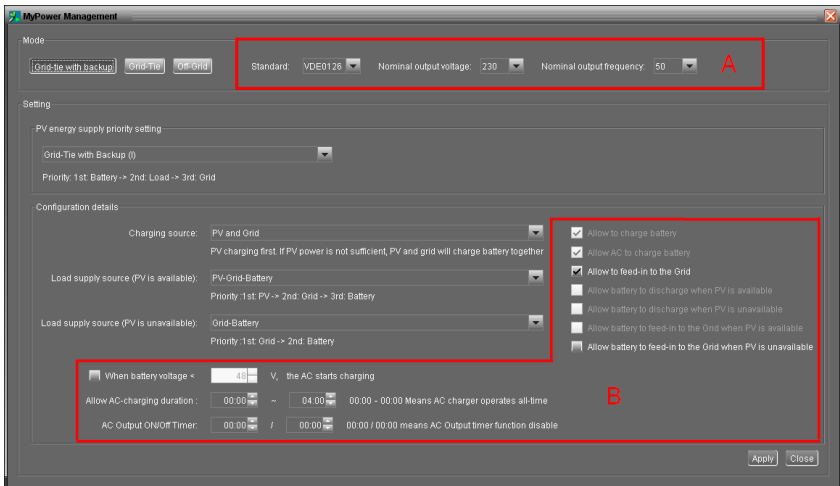 MyPower Management
Mode
Grid-tie with backup Grid-Tie Off-Grid Standard: VDE0126 Nominal output voltage: 230 Nominal output frequency: 50 A
Setting
PV energy supply priority setting
Grid-Tie with Backup (I)
Priority: 1st: Battery -> 2nd: Load -> 3rd: Grid
Configuration details
Charging source: PV and Grid
PV charging first. If PV power is not sufficient, PV and grid will charge battery together
Load supply source (PV is available): PV-Grid-Battery
Priority :1st: PV -> 2nd: Grid -> 3rd: Battery
Load supply source (PV is unavailable): Grid-Battery
Priority :1st: Grid -> 2nd: Battery
Allow to charge battery
Allow AC to charge battery
Allow to feed-in to the Grid
Allow battery to discharge when PV is available
Allow battery to discharge when PV is unavailable
Allow battery to feed-in to the Grid when PV is available
Allow battery to feed-in to the Grid when PV is unavailable
When battery voltage < 48 V, the AC starts charging
Allow AC-charging duration : 00:00 ~ 04:00 00:00 - 00:00 Means AC charger operates all-time
B
AC Output ON/Off Timer: 00:00 / 00:00 00:00 / 00:00 means AC Output timer function disable
Apply Close